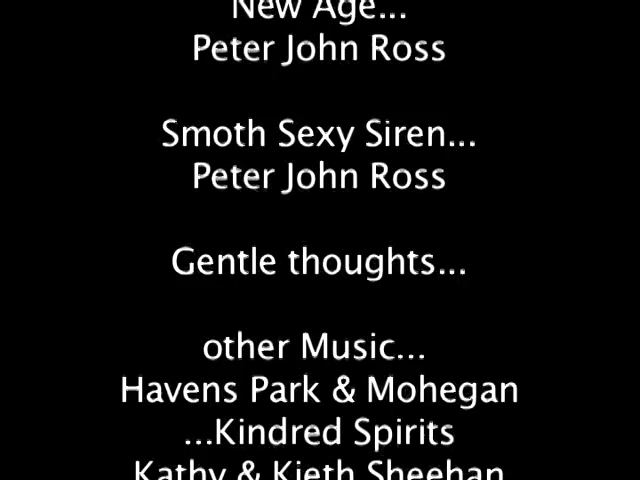 New Age...
Peter John Ross
Smoth Sexy Siren...
Peter John Ross
Gentle thoughts...
other Music...
Havens Park & Mohegan
...Kindred Spirits
Kathy & Kieth Sheehan